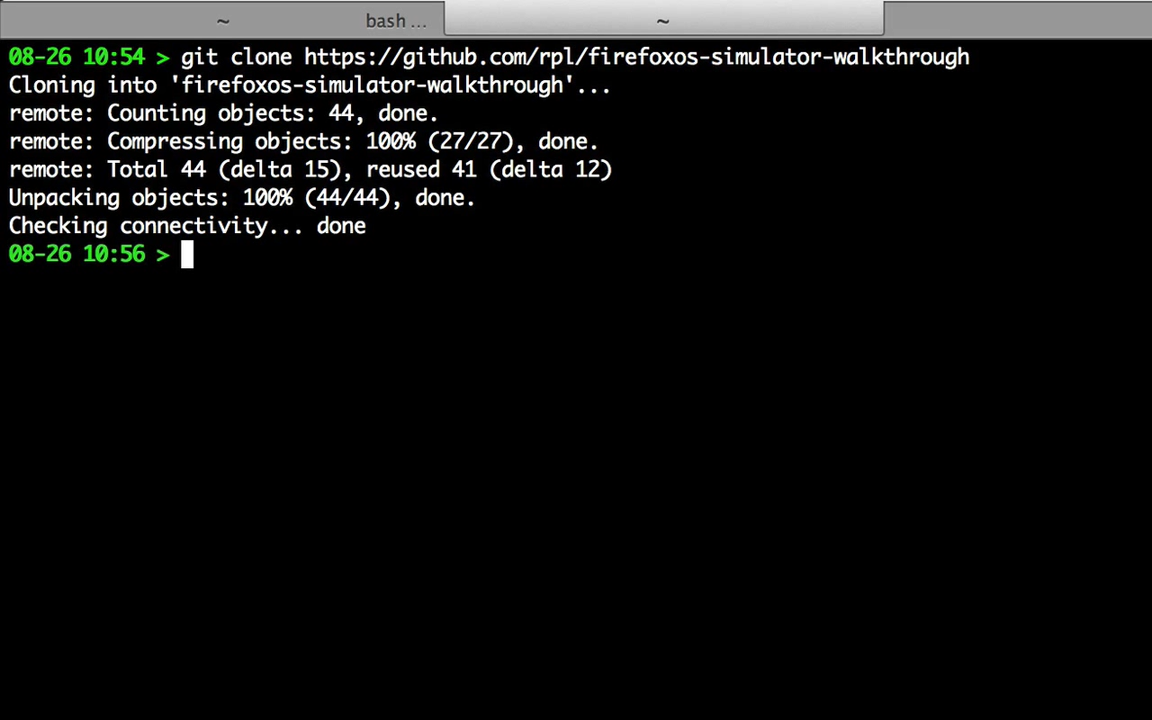 ~ bash ... ~
08-26 10:54 > git clone https://github.com/rpl/firefoxos-simulator-walkthrough
Cloning into 'firefoxos-simulator-walkthrough'...
remote: Counting objects: 44, done.
remote: Compressing objects: 100% (27/27), done.
remote: Total 44 (delta 15), reused 41 (delta 12)
Unpacking objects: 100% (44/44), done.
Checking connectivity... done
08-26 10:56 >